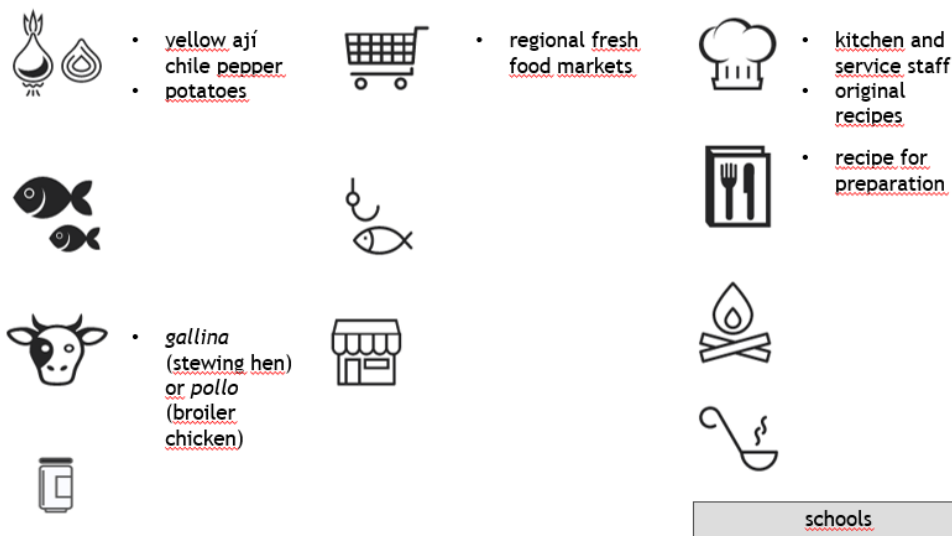 • yellow ají
chile pepper
• potatoes
• gallina
(stewing hen)
or pollo
(broiler
chicken)
• regional fresh
food markets
• kitchen and
service staff
• original
recipes
• recipe for
preparation
schools